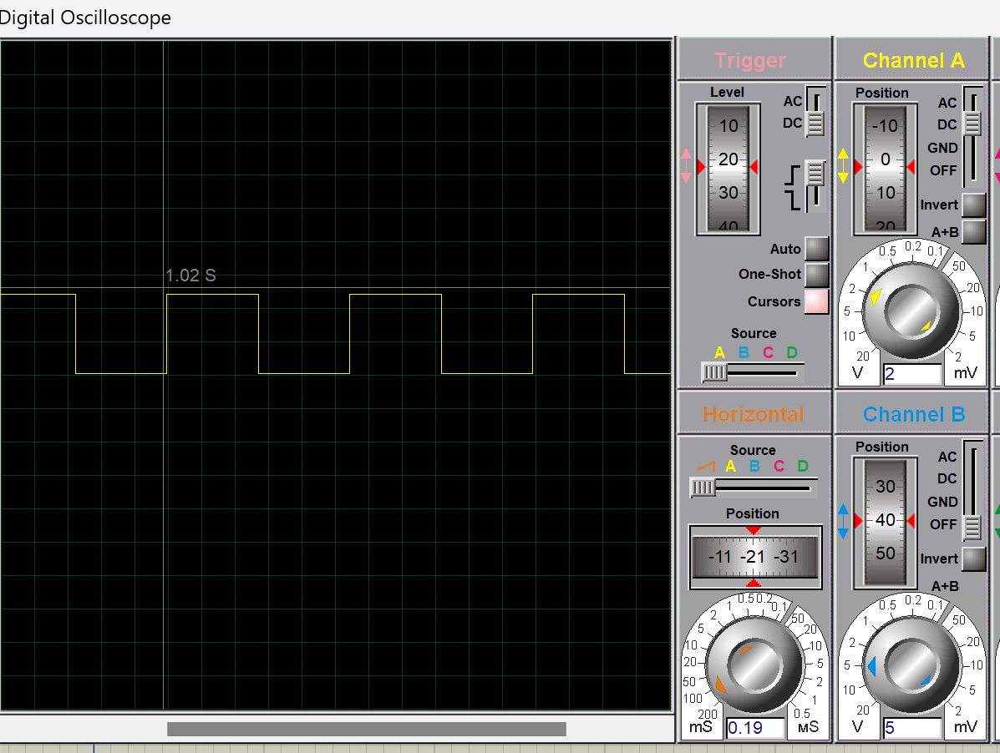 Digital Oscilloscope
1.02 S
Trigger
Level
AC
DC
10
20
30
40
Auto
One-Shot
Cursors
Source
A B C D
Channel A
Position
AC
DC
GND
OFF
-10
0
10
20
Invert
A+B
20
10
5
2
1
0.5
0.2
0.1
50
20
10
5
2
V
2
mV
Horizontal
Source
A B C D
Position
-11 -21 -31
200
100
50
20
10
5
2
1
0.5
0.2
0.1
50
20
10
5
2
1
0.5
mS
0.19
мS
Channel B
Position
AC
DC
GND
OFF
30
40
50
Invert
A+B
20
10
5
2
1
0.5
0.2
0.1
50
20
10
5
2
V
5
mV